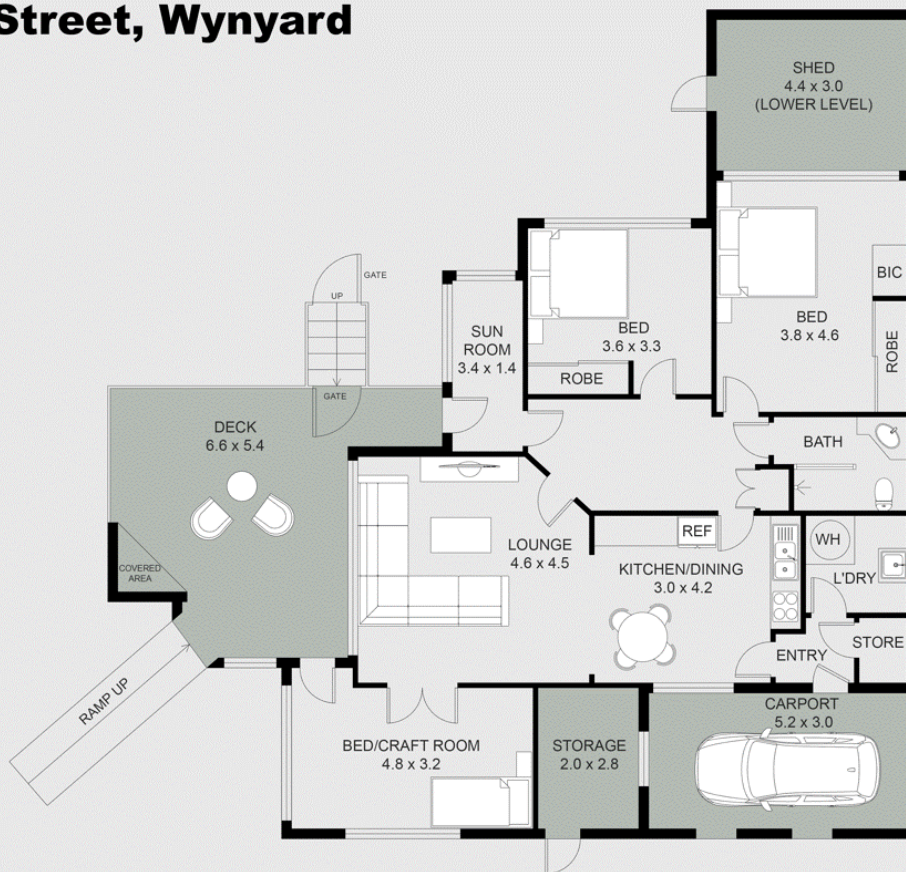 Street, Wynyard
SHED
4.4 x 3.0
(LOWER LEVEL)
GATE
UP
BIC
SUN
ROOM
3.4 x 1.4
BED
3.6 x 3.3
BED
3.8 x 4.6
ROBE
ROBE
GATE
DECK
6.6 x 5.4
BATH
REF
WH
LOUNGE
4.6 x 4.5
KITCHEN/DINING
3.0 x 4.2
L'DRY
COVERED
AREA
ENTRY
STORE
RAMP UP
CARPORT
5.2 x 3.0
BED/CRAFT ROOM
4.8 x 3.2
STORAGE
2.0 x 2.8